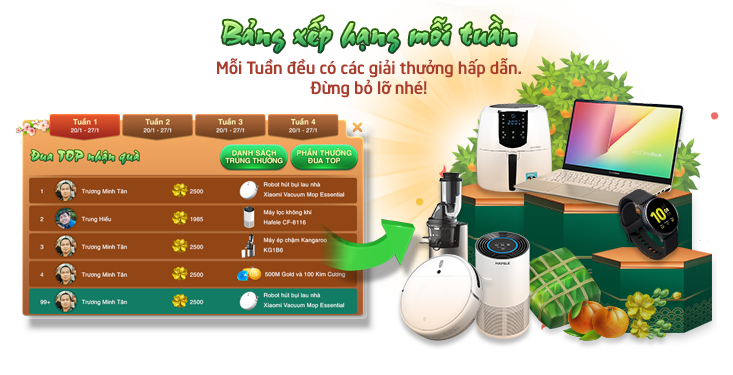 Bảng xếp hạng mỗi tuần
Mỗi Tuần đều có các giải thưởng hấp dẫn.
Đừng bỏ lỡ nhé!
Tuần 1
20/1 - 27/1
Tuần 2
20/1 - 27/1
Tuần 3
20/1 - 27/1
Tuần 4
20/1 - 27/1
Đua TOP nhận quà
DANH SÁCH
TRÚNG THƯỞNG
PHẦN THƯỞNG
ĐUA TOP
1 Trương Minh Tân 2500 Robot hút bụi lau nhà
Xiaomi Vacuum Mop Essential
2 Trung Hiếu 1985 Máy lọc không khí
Hafele CF-8116
3 Trương Minh Tân 2500 Máy ép chậm Kangaroo
KG1B6
4 Trương Minh Tân 2500 500M Gold và 100 Kim Cương
99+ Trương Minh Tân 2500 Robot hút bụi lau nhà
Xiaomi Vacuum Mop Essential
HAFELE